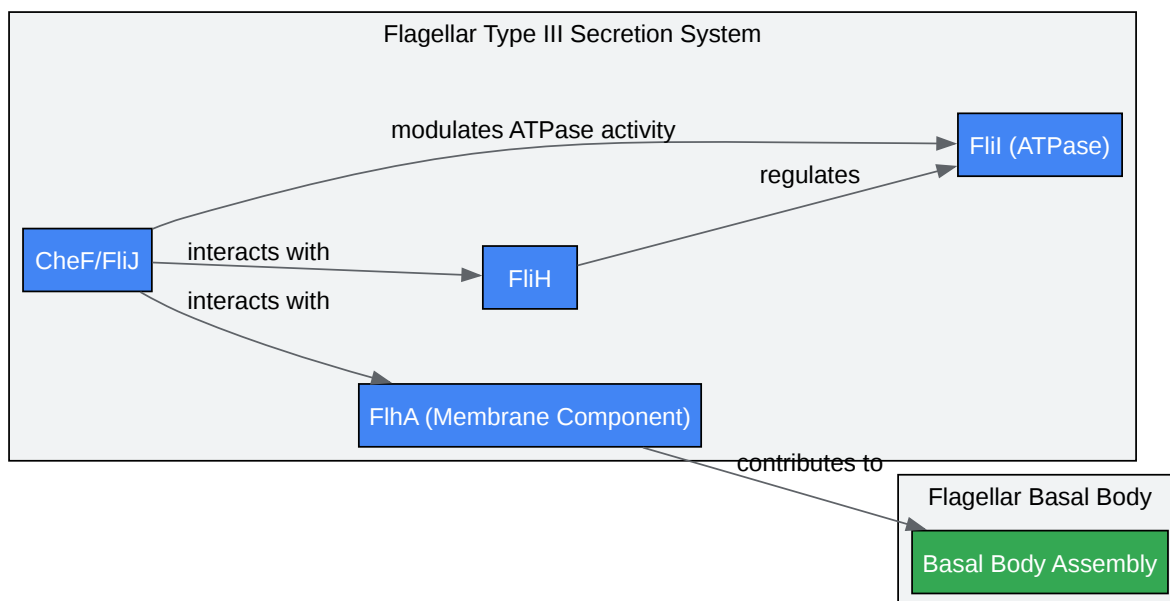 Flagellar Type III Secretion System
modulates ATPase activity
FliI (ATPase)
regulates
CheF/FliJ
interacts with
FliH
interacts with
FlhA (Membrane Component)
contributes to
Flagellar Basal Body
Basal Body Assembly